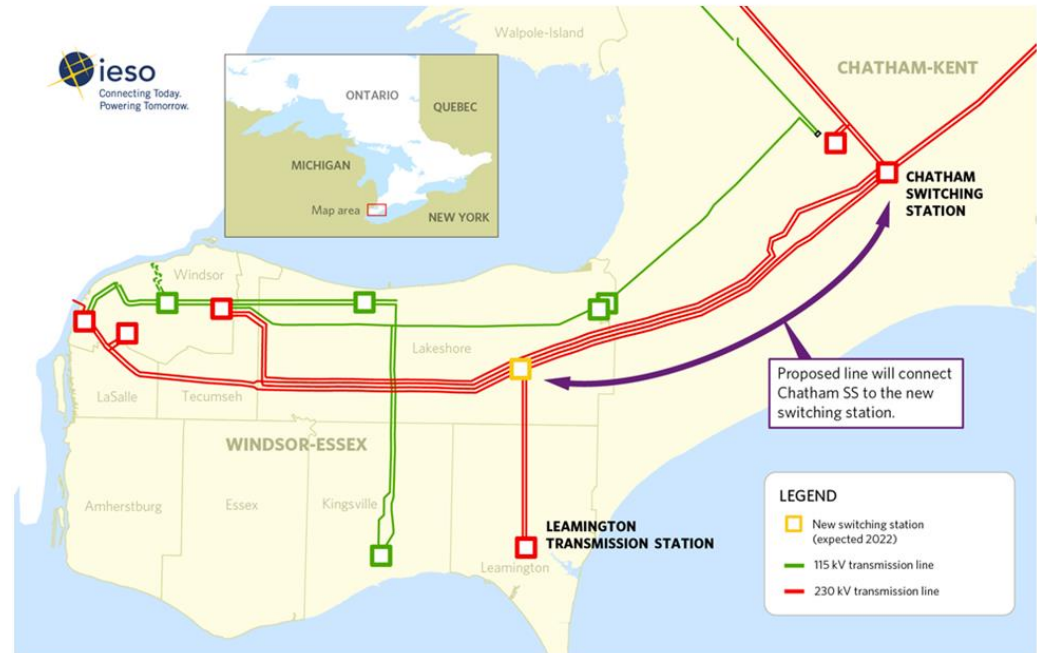 ieso
Connecting Today.
Powering Tomorrow.
ONTARIO
QUEBEC
MICHIGAN
Map area
NEW YORK
Walpole-Island
CHATHAM-KENT
CHATHAM
SWITCHING
STATION
Windsor
Lakeshore
LaSalle
Tecumseh
Proposed line will connect
Chatham SS to the new
switching station.
WINDSOR-ESSEX
Amherstburg
Essex
Kingsville
LEAMINGTON
TRANSMISSION STATION
Leamington
LEGEND
New switching station
(expected 2022)
115 kV transmission line
230 kV transmission line